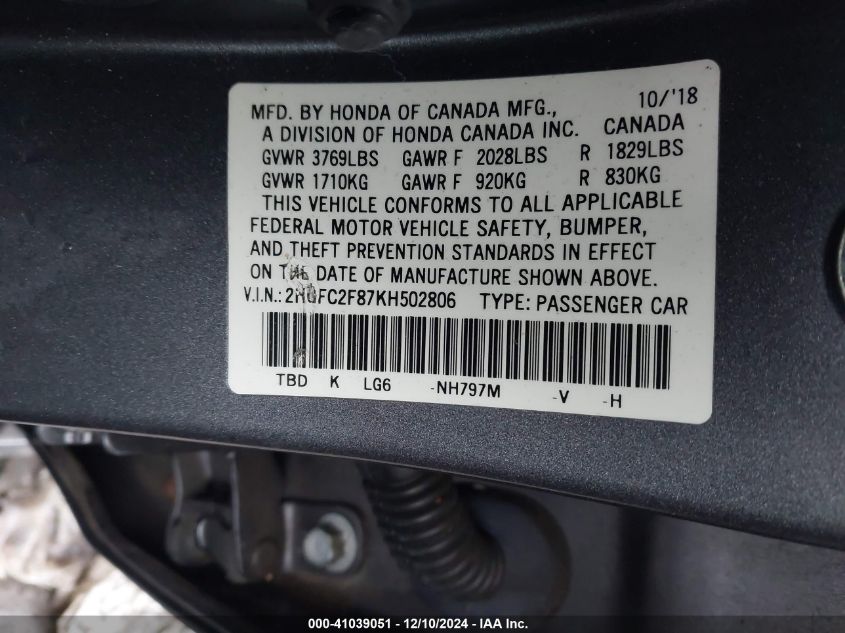 MFD. BY HONDA OF CANADA MFG., 10/'18
A DIVISION OF HONDA CANADA INC. CANADA
GVWR 3769LBS GAWR F 2028LBS R 1829LBS
GVWR 1710KG GAWR F 920KG R 830KG
THIS VEHICLE CONFORMS TO ALL APPLICABLE
FEDERAL MOTOR VEHICLE SAFETY, BUMPER,
AND THEFT PREVENTION STANDARDS IN EFFECT
ON THE DATE OF MANUFACTURE SHOWN ABOVE.
V.I.N.: 2HGFC2F87KH502806 TYPE: PASSENGER CAR
TBD K LG6 -NH797M -V -H
000-41039051 - 12/10/2024 - IAA Inc.